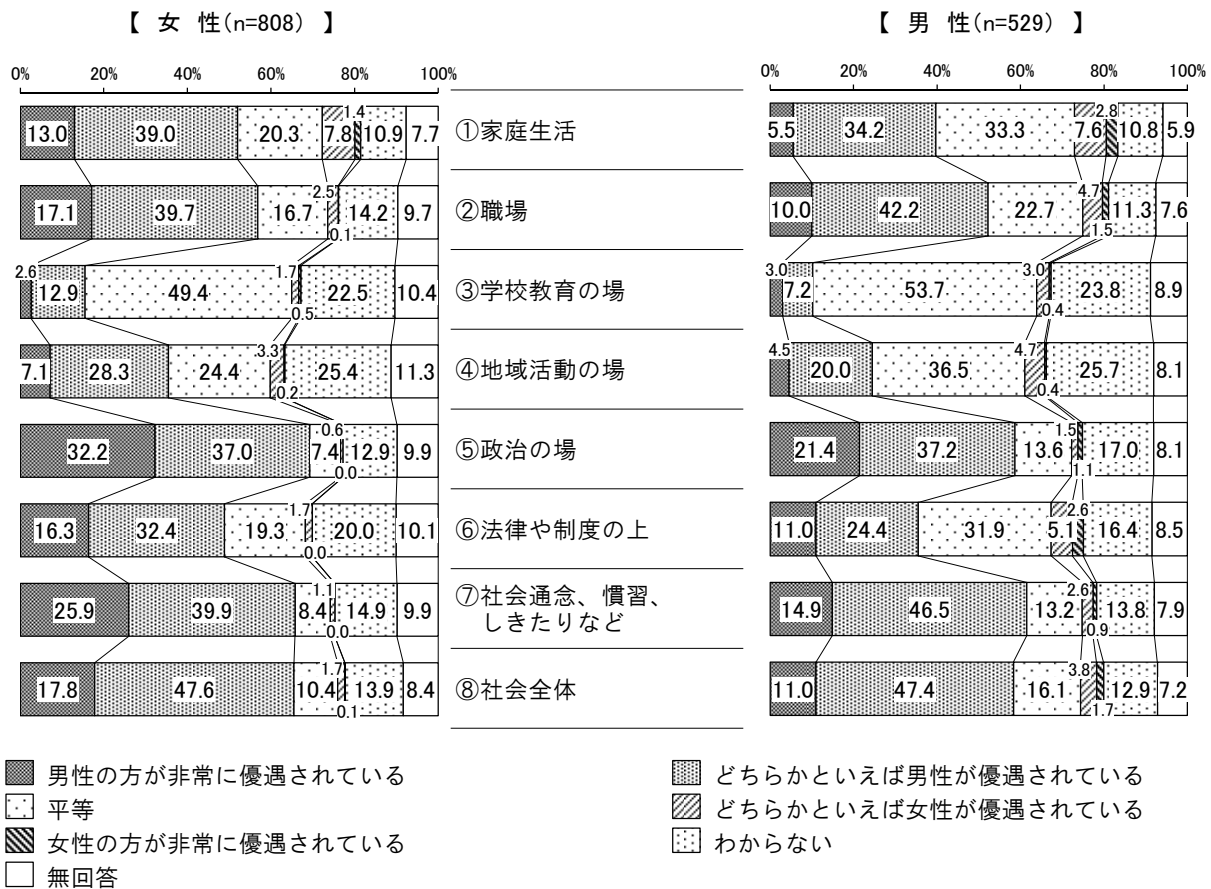 【 女 性(n=808) 】
【 男 性(n=529) 】
0% 20% 40% 60% 80% 100%
0% 20% 40% 60% 80% 100%
13.0 39.0 20.3 7.8 1.4 10.9 7.7
①家庭生活
5.5 34.2 33.3 7.6 2.8 10.8 5.9
17.1 39.7 16.7 2.5 0.1 14.2 9.7
②職場
10.0 42.2 22.7 4.7 1.5 11.3 7.6
2.6 12.9 49.4 1.7 0.5 22.5 10.4
③学校教育の場
3.0 7.2 53.7 3.0 0.4 23.8 8.9
7.1 28.3 24.4 3.3 0.2 25.4 11.3
④地域活動の場
4.5 20.0 36.5 4.7 0.4 25.7 8.1
32.2 37.0 7.4 0.6 0.0 12.9 9.9
⑤政治の場
21.4 37.2 13.6 1.5 1.1 17.0 8.1
16.3 32.4 19.3 1.7 0.0 20.0 10.1
⑥法律や制度の上
11.0 24.4 31.9 5.1 2.6 16.4 8.5
25.9 39.9 8.4 1.1 0.0 14.9 9.9
⑦社会通念、慣習、
しきたりなど
14.9 46.5 13.2 2.6 0.9 13.8 7.9
17.8 47.6 10.4 1.7 0.1 13.9 8.4
⑧社会全体
11.0 47.4 16.1 3.8 1.7 12.9 7.2
男性の方が非常に優遇されている
どちらかといえば男性が優遇されている
平等
どちらかといえば女性が優遇されている
女性の方が非常に優遇されている
わからない
無回答